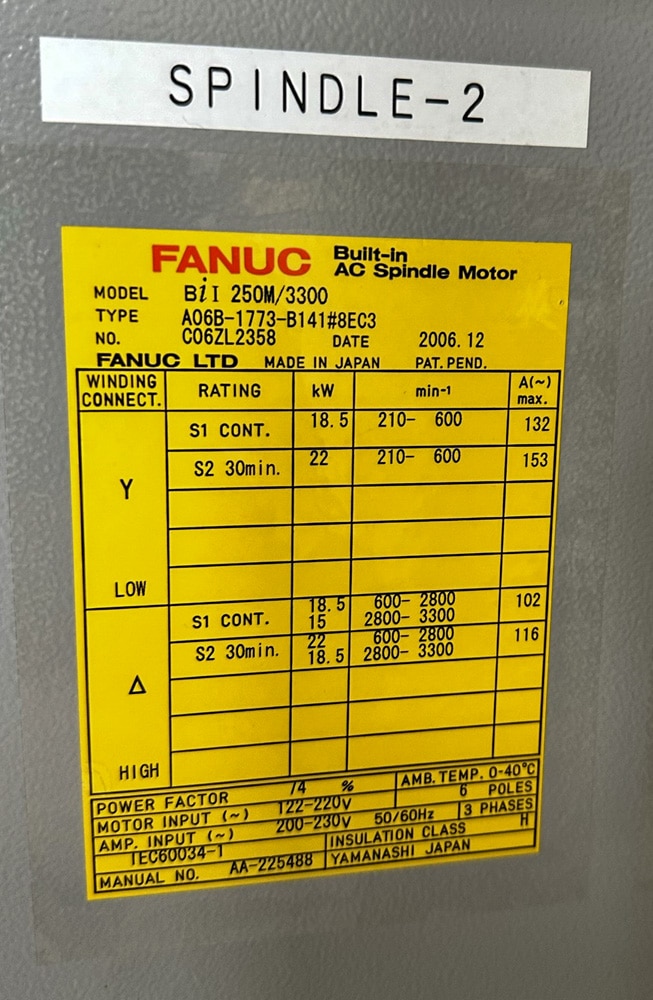 SPINDLE-2
FANUC Built-in
AC Spindle Motor
MODEL BiI 250M/3300
TYPE A06B-1773-B141#8EC3
NO. C06ZL2358 DATE 2006.12
FANUC LTD MADE IN JAPAN PAT. PEND.
WINDING CONNECT. RATING kW min-1 A(~) max.
Y
S1 CONT. 18.5 210- 600 132
S2 30min. 22 210- 600 153
LOW
Δ
S1 CONT. 18.5 600- 2800 102
15 2800- 3300
S2 30min. 22 600- 2800 116
18.5 2800- 3300
HIGH
POWER FACTOR 74 % AMB. TEMP. 0-40°C
MOTOR INPUT (~) 122-220V 6 POLES
AMP. INPUT (~) 200-230V 50/60Hz 3 PHASES
IEC60034-1 INSULATION CLASS H
MANUAL NO. AA-225488 YAMANASHI JAPAN